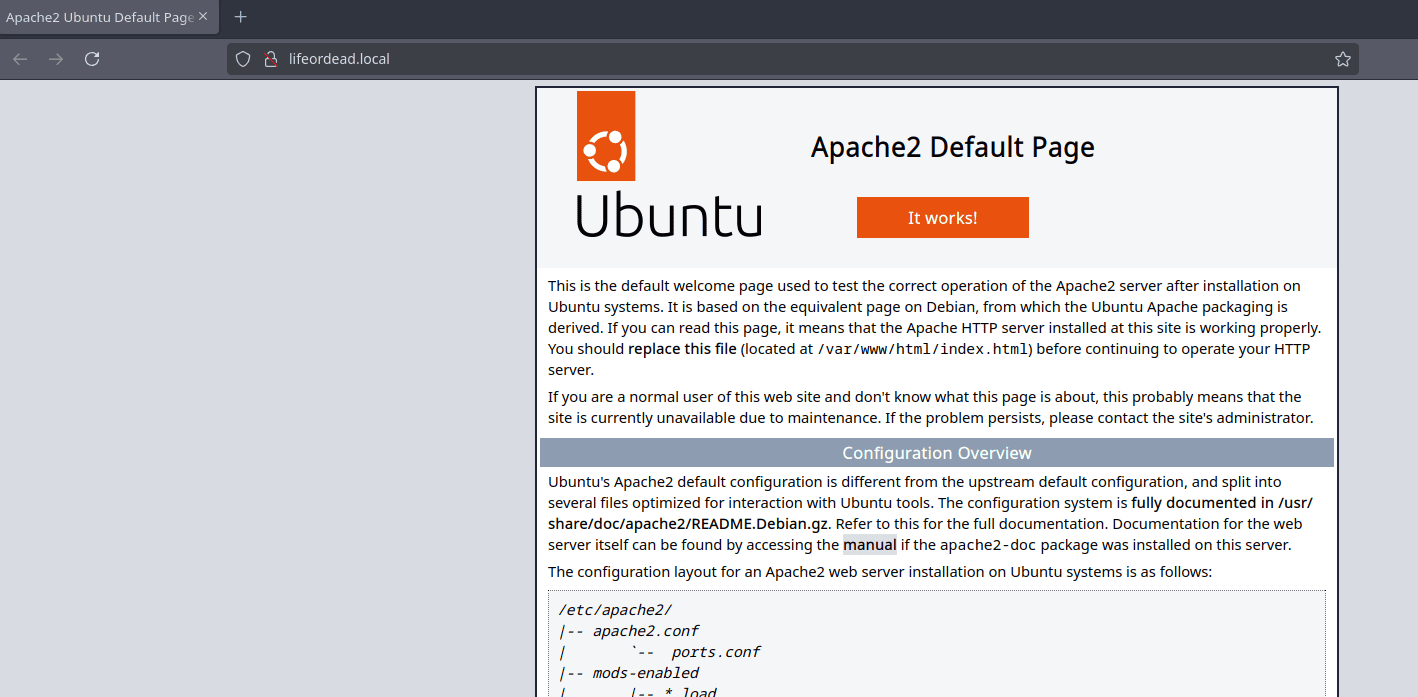 Apache2 Ubuntu Default Page
lifeordead.local
Ubuntu
Apache2 Default Page
It works!
This is the default welcome page used to test the correct operation of the Apache2 server after installation on
Ubuntu systems. It is based on the equivalent page on Debian, from which the Ubuntu Apache packaging is
derived. If you can read this page, it means that the Apache HTTP server installed at this site is working properly.
You should replace this file (located at /var/www/html/index.html) before continuing to operate your HTTP
server.
If you are a normal user of this web site and don't know what this page is about, this probably means that the
site is currently unavailable due to maintenance. If the problem persists, please contact the site's administrator.
Configuration Overview
Ubuntu's Apache2 default configuration is different from the upstream default configuration, and split into
several files optimized for interaction with Ubuntu tools. The configuration system is fully documented in /usr/
share/doc/apache2/README.Debian.gz. Refer to this for the full documentation. Documentation for the web
server itself can be found by accessing the manual if the apache2-doc package was installed on this server.
The configuration layout for an Apache2 web server installation on Ubuntu systems is as follows:
/etc/apache2/
|-- apache2.conf
|       `--  ports.conf
|-- mods-enabled
|       |-- *.load